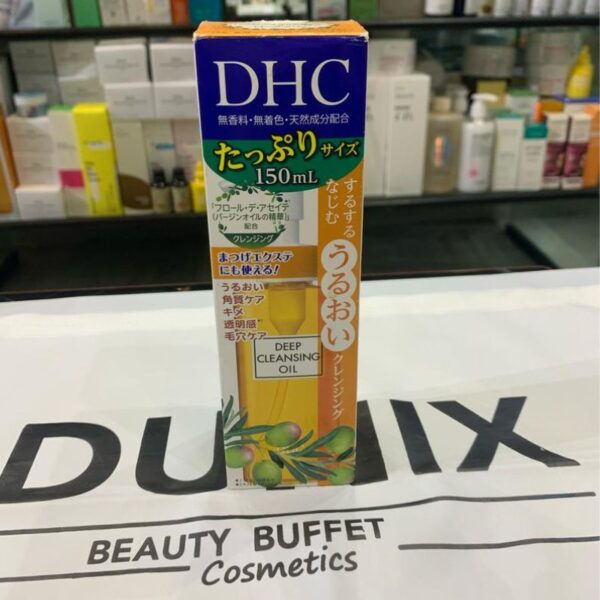 DHC
無香料・無着色・天然成分配合
たっぷりサイズ
150mL
「フロール・デ・アセイテ
(バージンオイルの精華)」
配合
クレンジング
まつげエクステ
にも使える!
うるおい
角質ケア
キメ
透明感
毛穴ケア
するする
なじむ
うるおい
クレンジング
DEEP
CLEANSING
OIL
BEAUTY BUFFET
Cosmetics